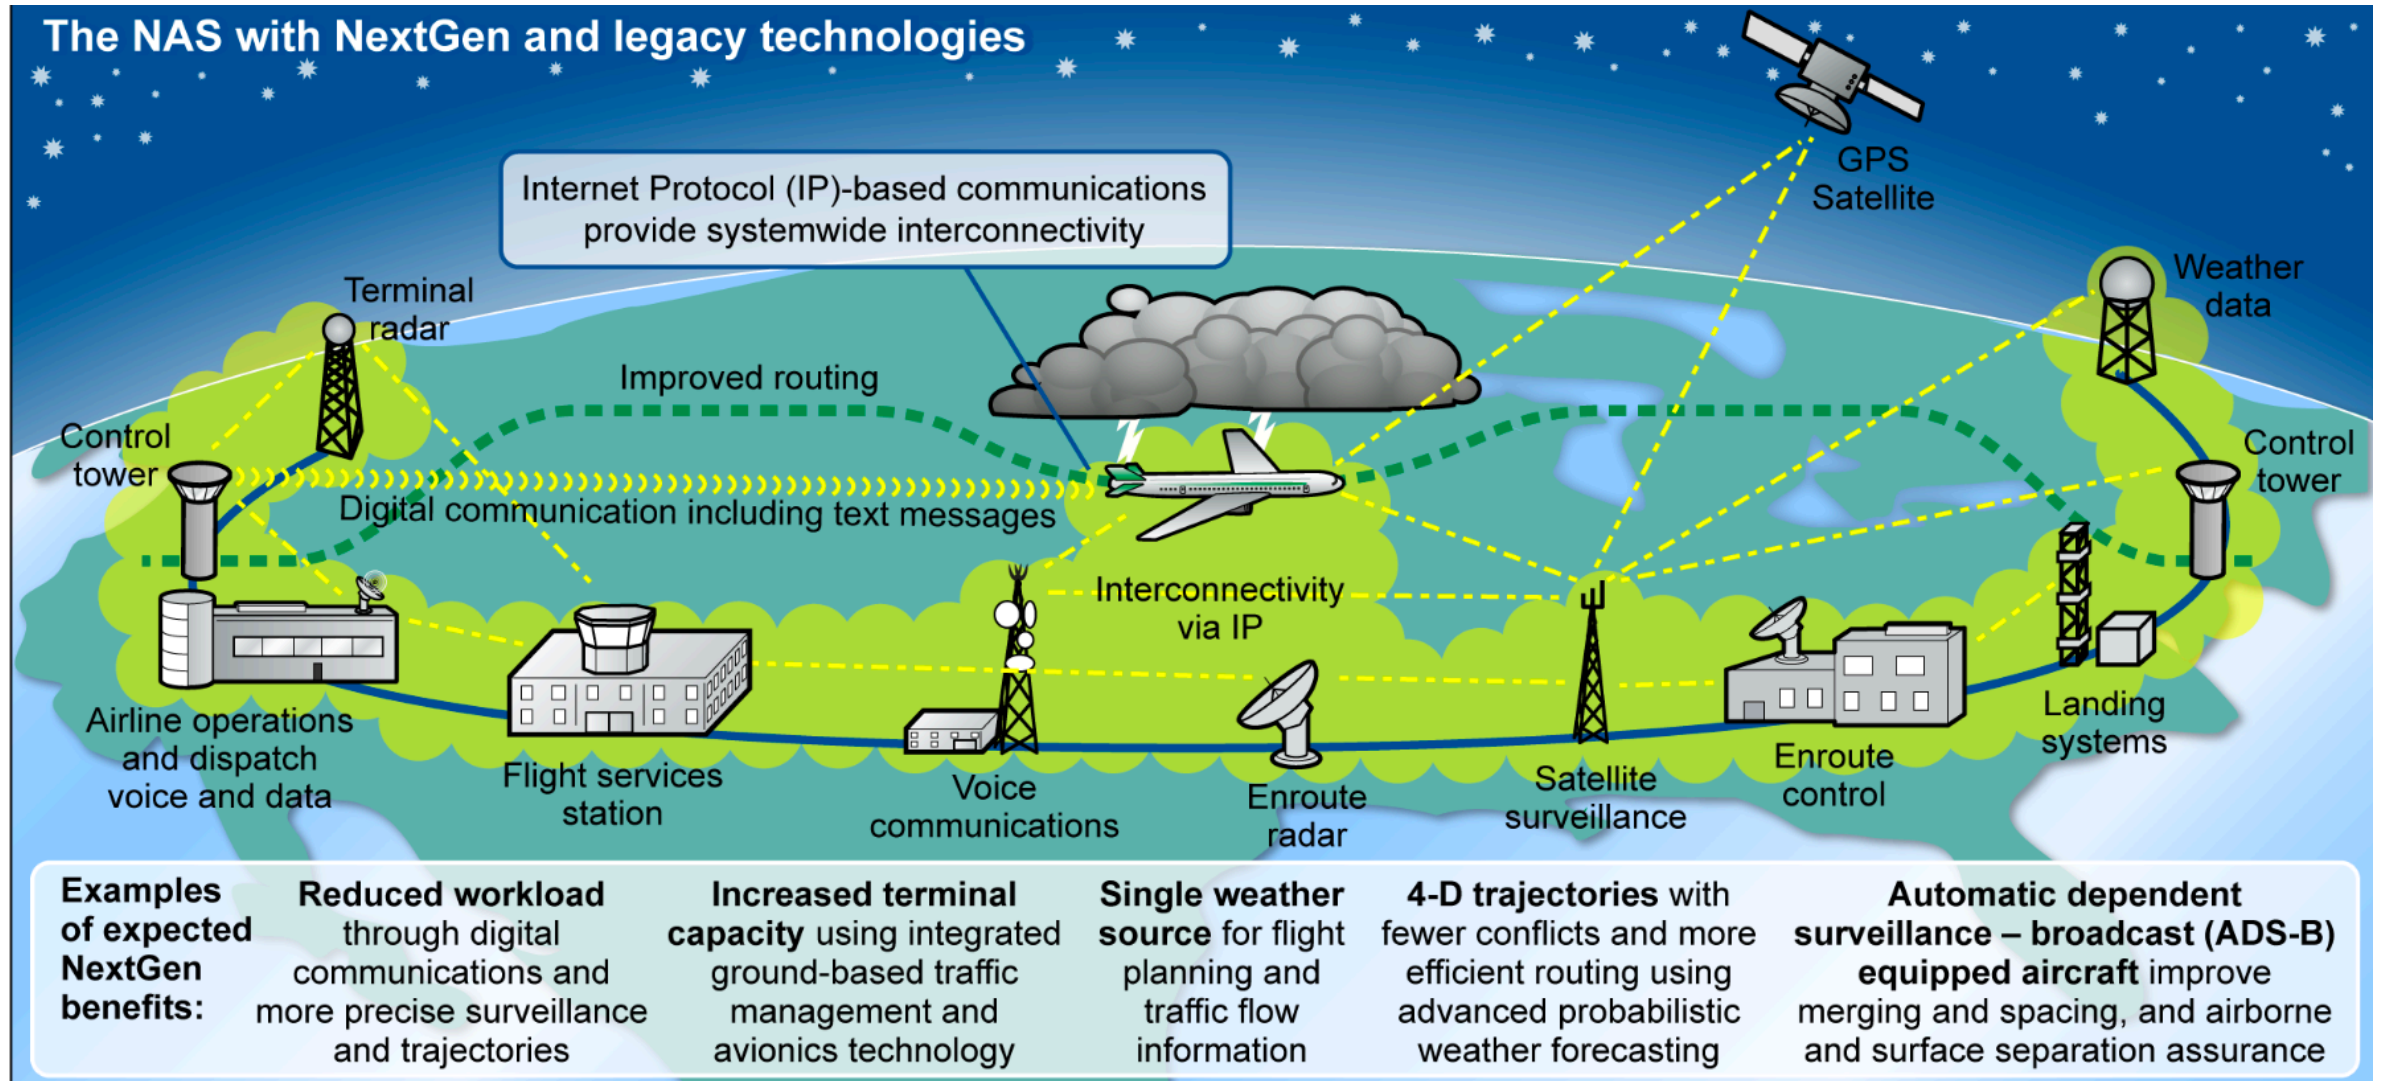 The NAS with NextGen and legacy technologies
GPS
Satellite
Internet Protocol (IP)-based communications
provide systemwide interconnectivity
Weather
data
Terminal
radar
Improved routing
Control
tower
Control
tower
Digital communication including text messages
Interconnectivity
via IP
Airline operations
and dispatch
voice and data
Flight services
station
Voice
communications
Enroute
radar
Satellite
surveillance
Enroute
control
Landing
systems
Examples
of expected
NextGen
benefits:
Reduced workload
through digital
communications and
more precise surveillance
and trajectories
Increased terminal
capacity using integrated
ground-based traffic
management and
avionics technology
Single weather
source for flight
planning and
traffic flow
information
4-D trajectories with
fewer conflicts and more
efficient routing using
advanced probabilistic
weather forecasting
Automatic dependent
surveillance – broadcast (ADS-B)
equipped aircraft improve
merging and spacing, and airborne
and surface separation assurance